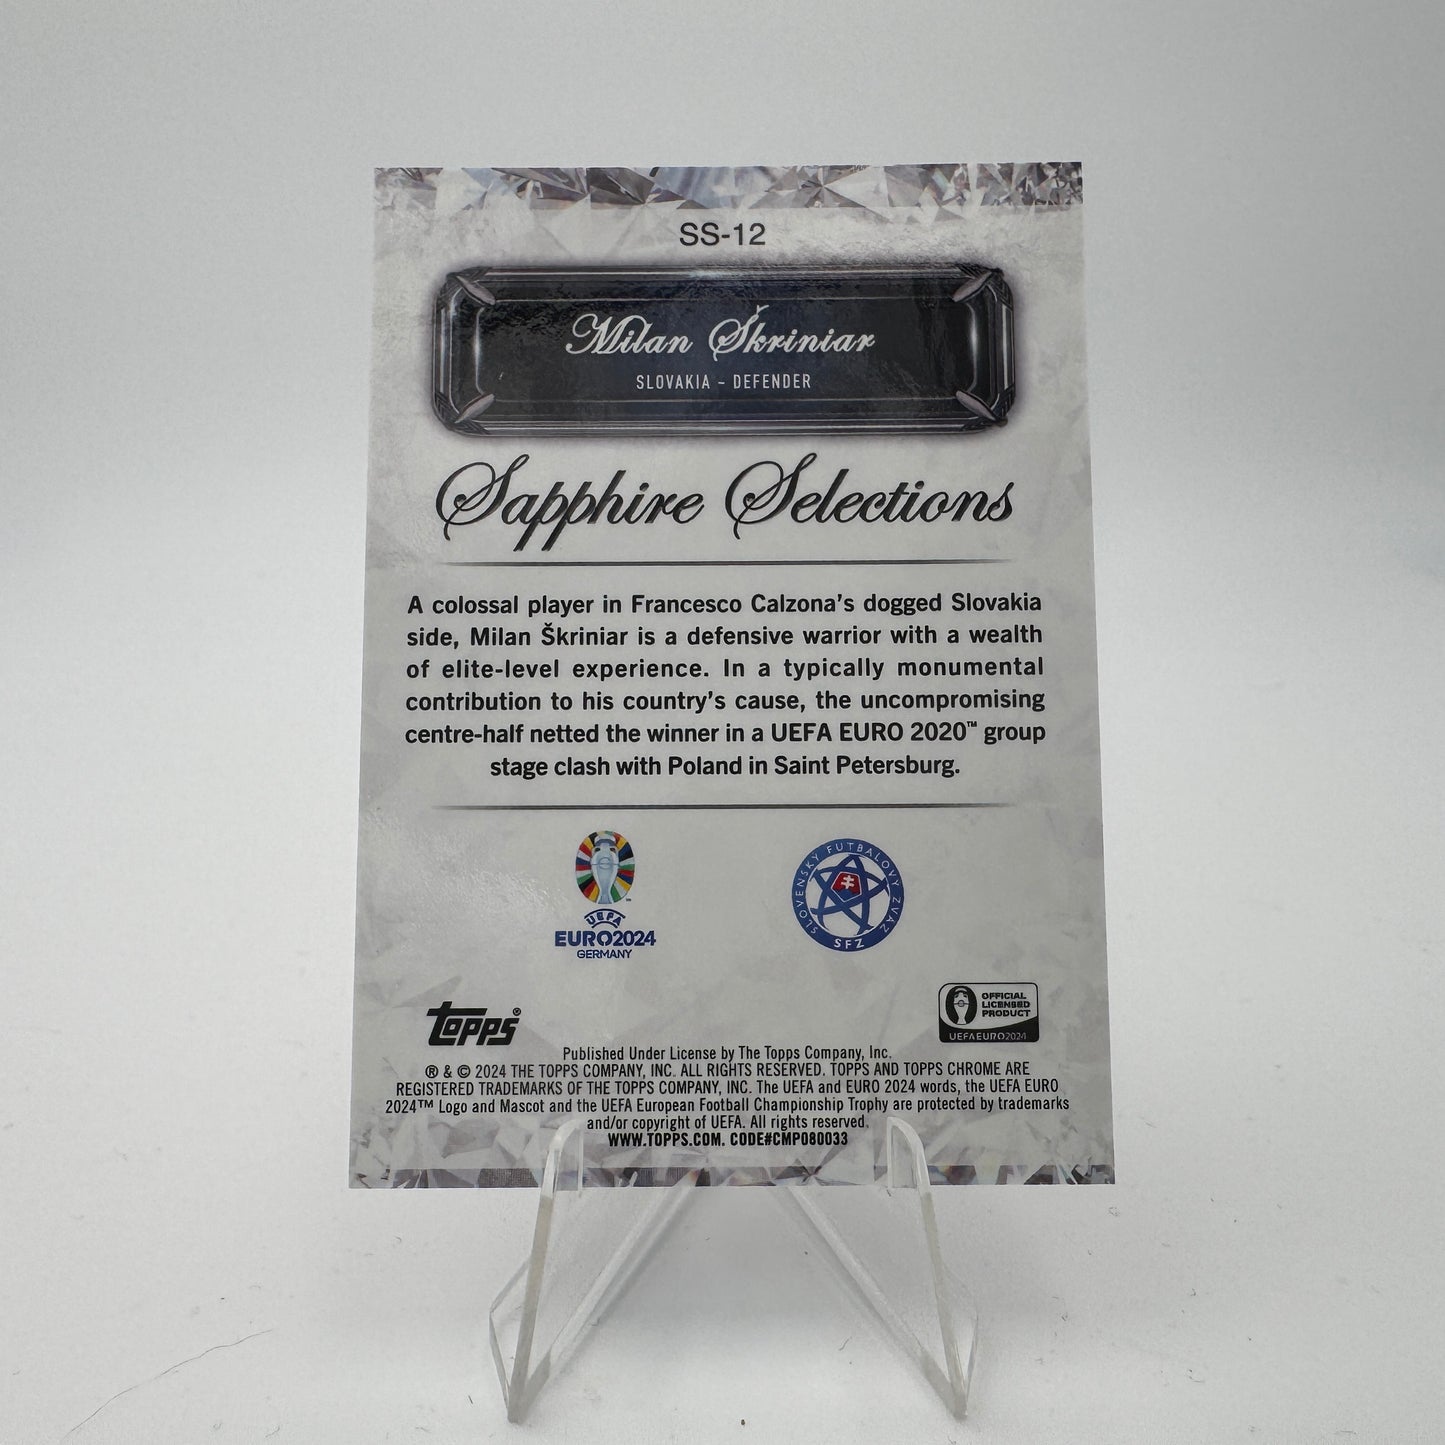 SS-12
Milan Škriniar
SLOVAKIA - DEFENDER
Sapphire Selections
A colossal player in Francesco Calzona's dogged Slovakia
side, Milan Škriniar is a defensive warrior with a wealth
of elite-level experience. In a typically monumental
contribution to his country's cause, the uncompromising
centre-half netted the winner in a UEFA EURO 2020™ group
stage clash with Poland in Saint Petersburg.
UEFA
EURO2024
GERMANY
SLOVENSKÝ FUTBALOVÝ ZVÄZ
SFZ
topps®
OFFICIAL
LICENSED
PRODUCT
UEFA EURO2024
Published Under License by The Topps Company, Inc.
® & © 2024 THE TOPPS COMPANY, INC. ALL RIGHTS RESERVED. TOPPS AND TOPPS CHROME ARE
REGISTERED TRADEMARKS OF THE TOPPS COMPANY, INC. The UEFA and EURO 2024 words, the UEFA EURO
2024™ Logo and Mascot and the UEFA European Football Championship Trophy are protected by trademarks
and/or copyright of UEFA. All rights reserved.
WWW.TOPPS.COM. CODE#CMP080033